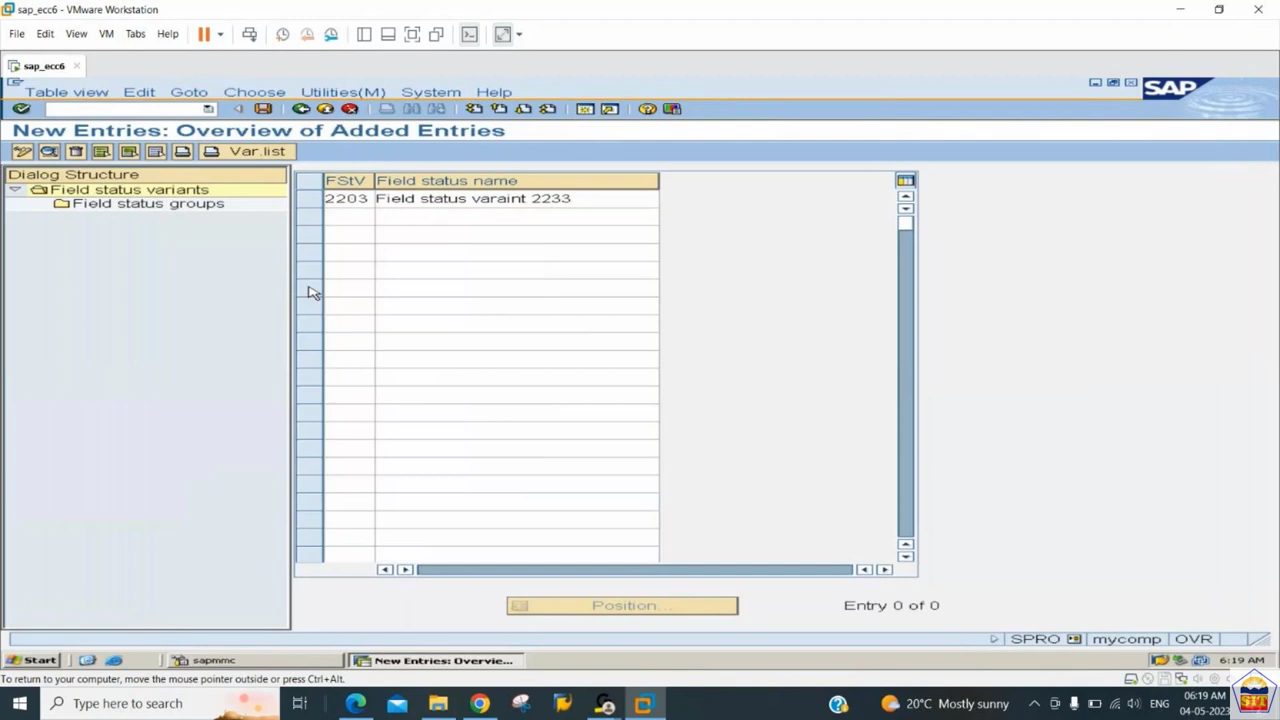 sap_ecc6 - VMware Workstation
File Edit View VM Tabs Help
sap_ecc6
Table view Edit Goto Choose Utilities(M) System Help
SAP
New Entries: Overview of Added Entries
Var.list
Dialog Structure
Field status variants
Field status groups
FStV Field status name
2203 Field status varaint 2233
Position...
Entry 0 of 0
SPRO mycomp OVR
Start sapmmc New Entries: Overvie... 6:19 AM
To return to your computer, move the mouse pointer outside or press Ctrl+Alt.
Type here to search 20°C Mostly sunny ENG 06:19 AM
04-05-2023